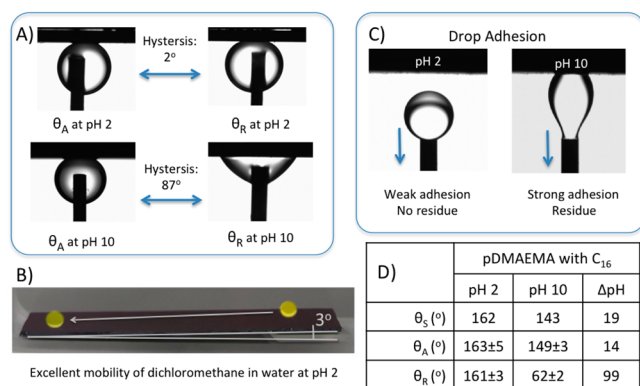 A)
Hystersis:
2°
θA at pH 2
θR at pH 2
Hystersis:
87°
θA at pH 10
θR at pH 10
B)
3°
Excellent mobility of dichloromethane in water at pH 2
C)
Drop Adhesion
pH 2
pH 10
Weak adhesion
No residue
Strong adhesion
Residue
D)
pDMAEMA with C16
pH 2 pH 10 ΔpH
θS (°) 162 143 19
θA (°) 163±5 149±3 14
θR (°) 161±3 62±2 99